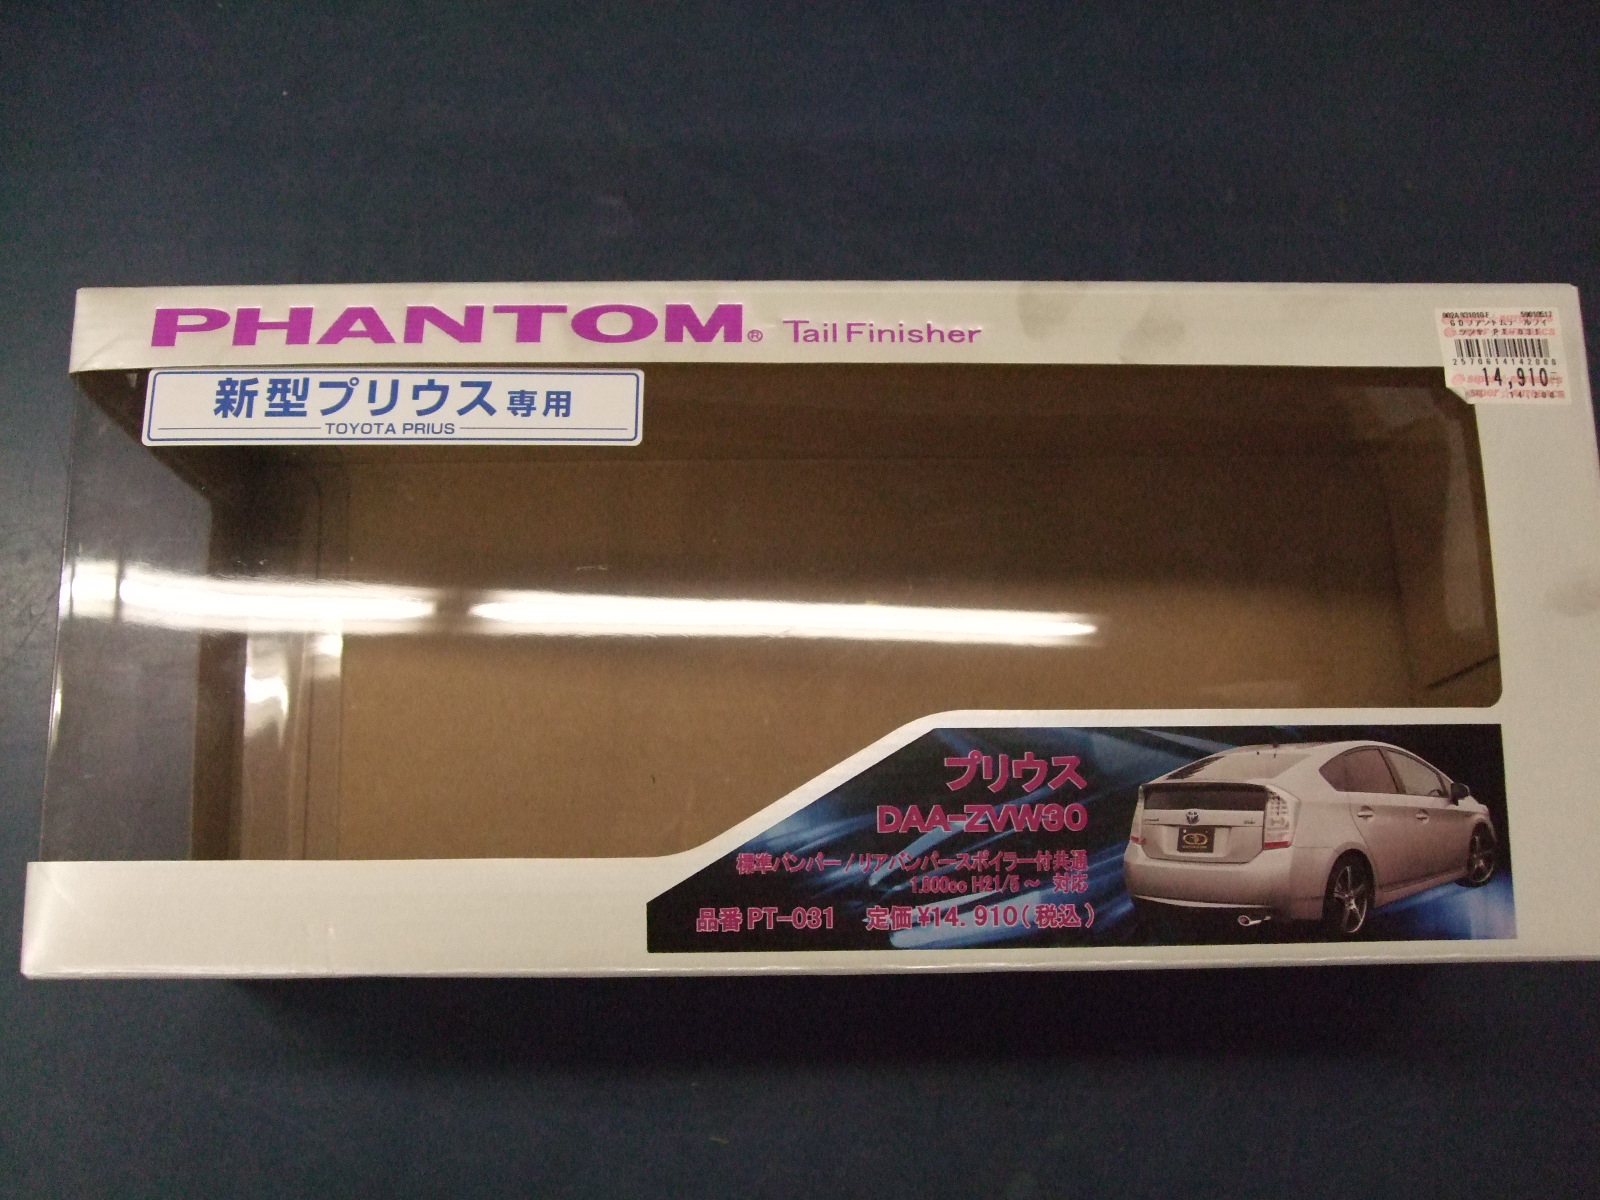 PHANTOM® Tail Finisher
新型プリウス専用
TOYOTA PRIUS
2570614142000
14,910
プリウス
DAA-ZVW30
標準バンパー/リアバンパースポイラー付共通
1,800cc H21/5～ 対応
品番 PT-031 定価¥14.910(税込)